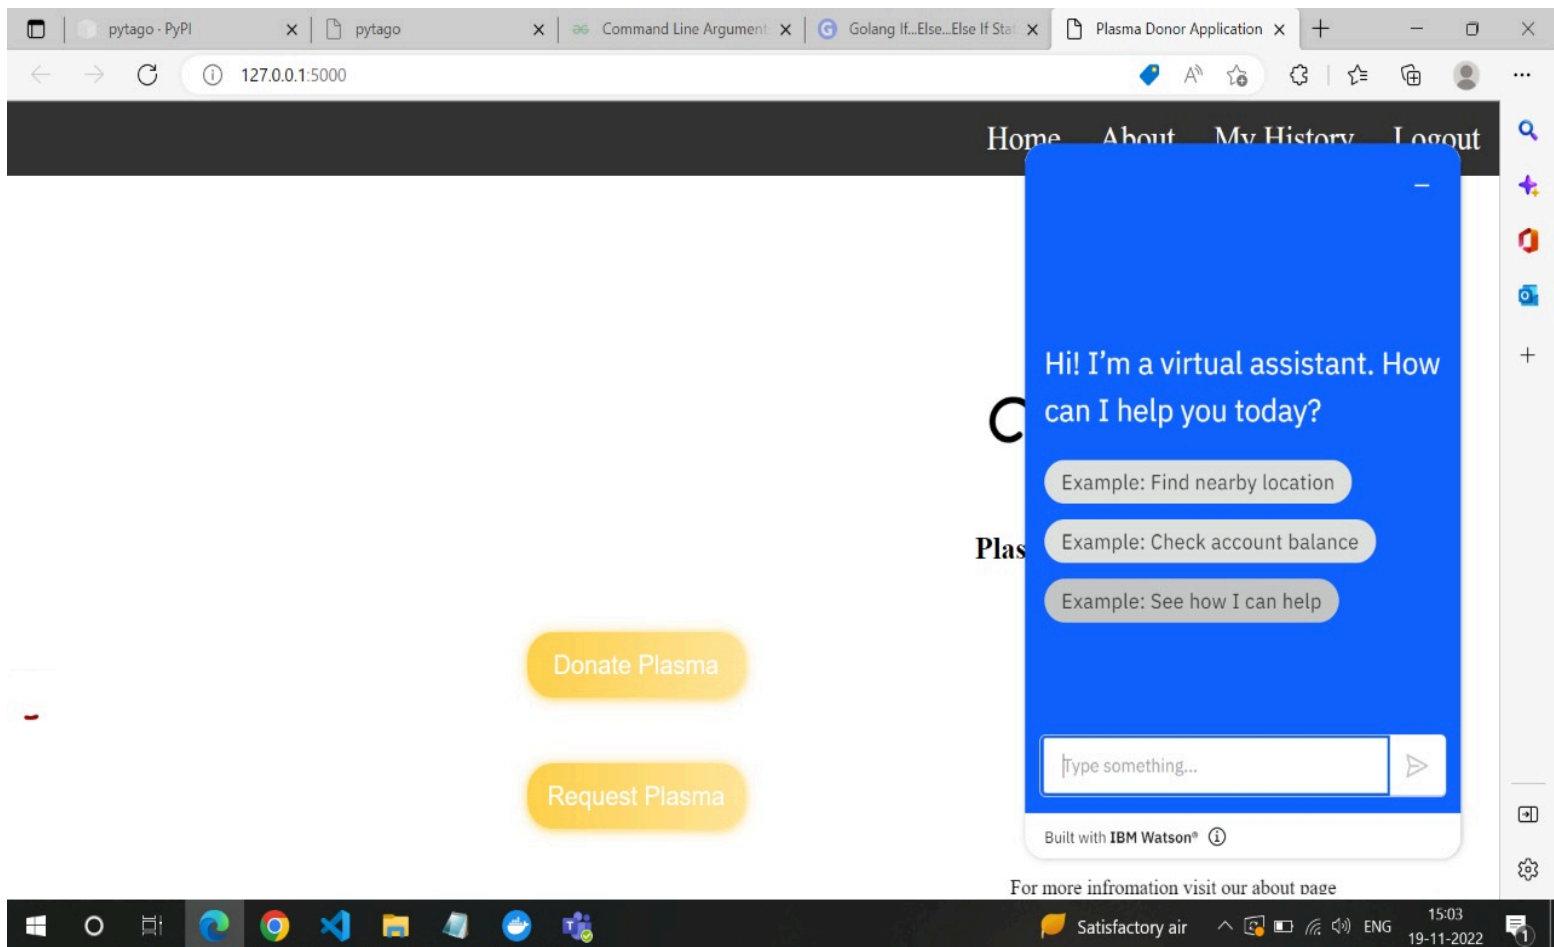 pytago · PyPI
pytago
Command Line Argument
Golang If...Else...Else If Stat
Plasma Donor Application
127.0.0.1:5000
Home About My History Logout
Hi! I'm a virtual assistant. How
can I help you today?
C
Example: Find nearby location
Plas
Example: Check account balance
Example: See how I can help
Donate Plasma
Request Plasma
Type something...
Built with IBM Watson®
For more infromation visit our about page
Satisfactory air
ENG
15:03
19-11-2022
1